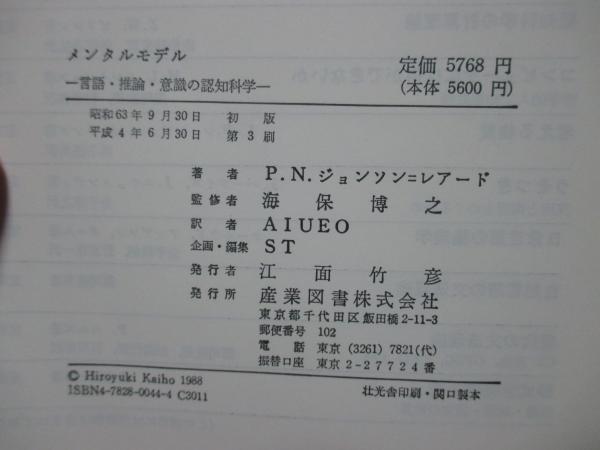 メンタルモデル
―言語・推論・意識の認知科学―
定価 5768 円
(本体 5600 円)
昭和63年9月30日 初版
平成4年6月30日 第3刷
著者 P.N.ジョンソン=レアード
監修者 海保博之
訳者 AIUEO
企画・編集 ST
発行者 江面竹彦
発行所 産業図書株式会社
東京都千代田区飯田橋2-11-3
郵便番号 102
電話 東京 (3261) 7821(代)
振替口座 東京 2-27724番
© Hiroyuki Kaiho 1988
ISBN4-7828-0044-4 C3011
壮光舎印刷・関口製本